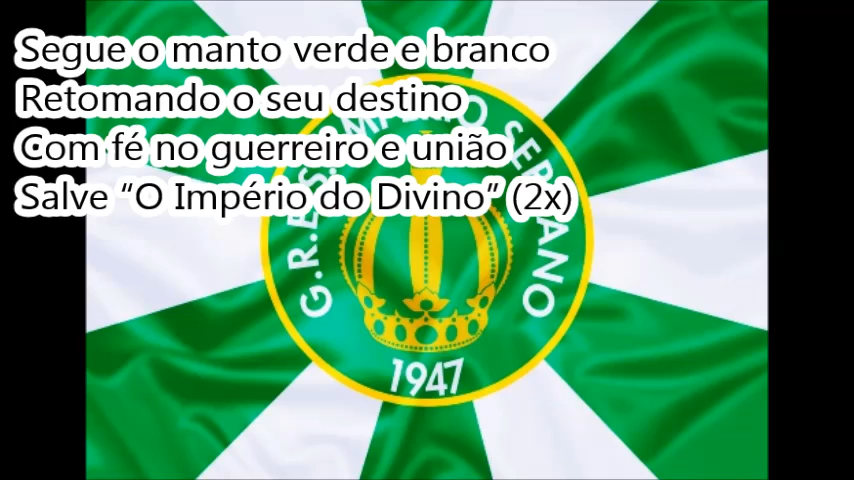 Segue o manto verde e branco
Retomando o seu destino
Com fé no guerreiro e união
Salve “O Império do Divino” (2x)
G.R.E.S. IMPÉRIO SERRANO
1947